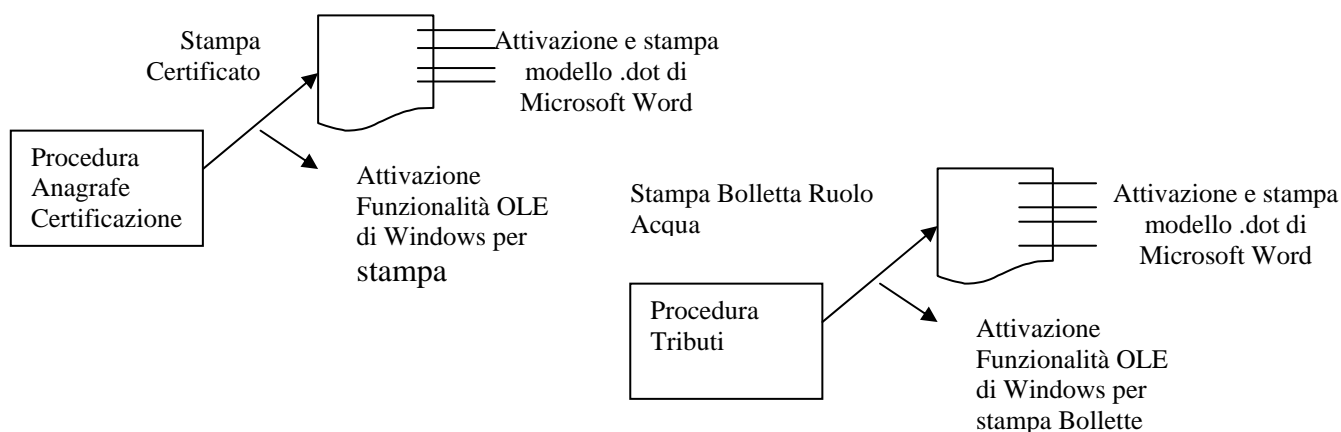 Stampa
Certificato
Attivazione e stampa
modello .dot di
Microsoft Word
Procedura
Anagrafe
Certificazione
Attivazione
Funzionalità OLE
di Windows per
stampa
Stampa Bolletta Ruolo
Acqua
Attivazione e stampa
modello .dot di
Microsoft Word
Procedura
Tributi
Attivazione
Funzionalità OLE
di Windows per
stampa Bollette